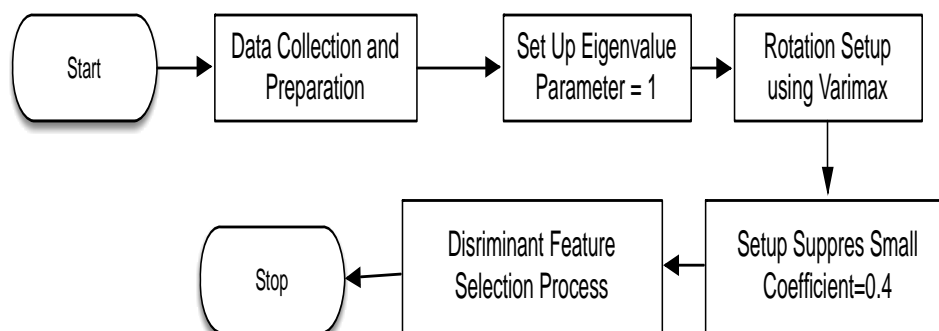 Start
Data Collection and
Preparation
Set Up Eigenvalue
Parameter = 1
Rotation Setup
using Varimax
Setup Suppres Small
Coefficient=0.4
Disriminant Feature
Selection Process
Stop